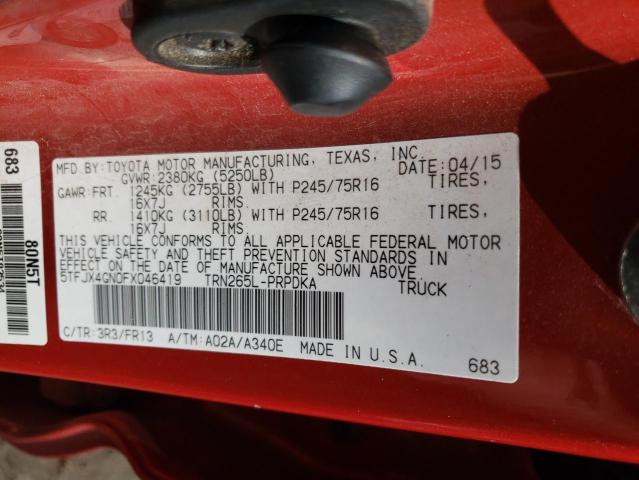 MFD.BY:TOYOTA MOTOR MANUFACTURING, TEXAS, INC.
GVWR:2380KG (5250LB) DATE:04/15
GAWR:FRT. 1245KG (2755LB) WITH P245/75R16 TIRES,
16X7J RIMS.
RR. 1410KG (3110LB) WITH P245/75R16 TIRES,
16X7J RIMS.
THIS VEHICLE CONFORMS TO ALL APPLICABLE FEDERAL MOTOR
VEHICLE SAFETY AND THEFT PREVENTION STANDARDS IN
EFFECT ON THE DATE OF MANUFACTURE SHOWN ABOVE.
5TFJX4GN0FX046419 TRN265L-PRPDKA TRUCK
C/TR:3R3/FR13 A/TM:A02A/A340E MADE IN U.S.A.
683
683
80N5T